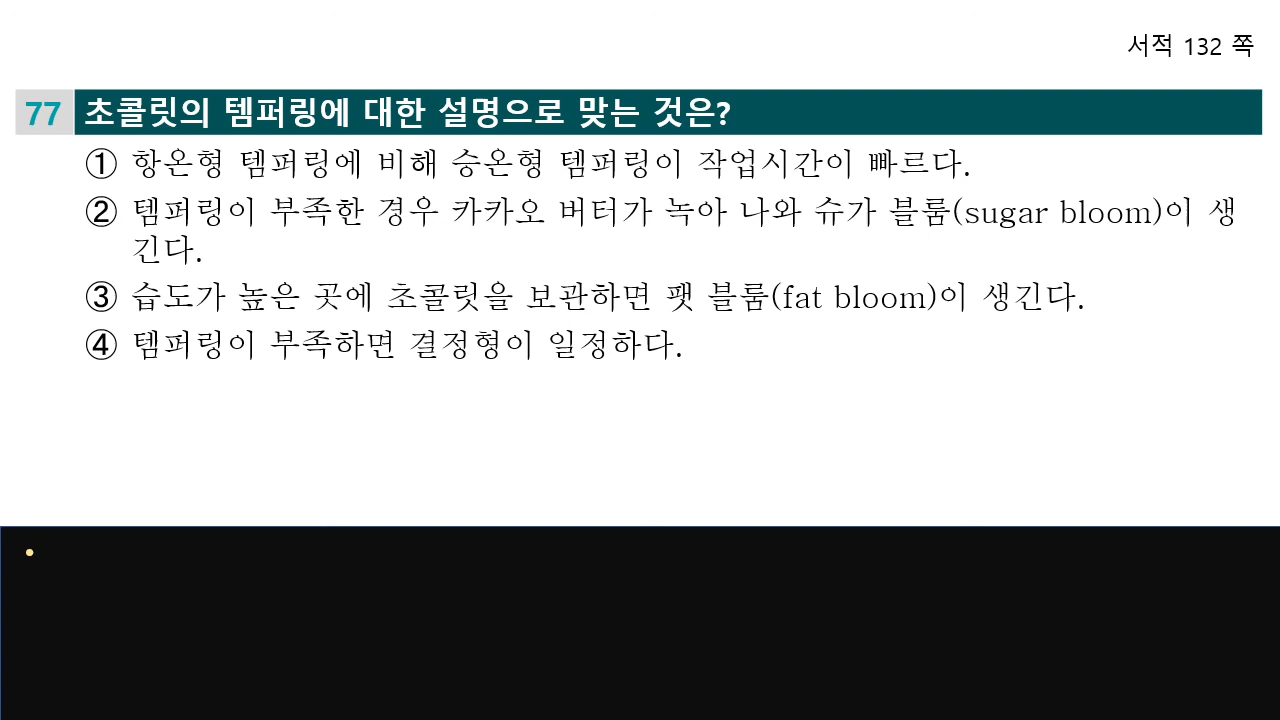 서적 132 쪽
77 초콜릿의 템퍼링에 대한 설명으로 맞는 것은?
① 항온형 템퍼링에 비해 승온형 템퍼링이 작업시간이 빠르다.
② 템퍼링이 부족한 경우 카카오 버터가 녹아 나와 슈가 블룸(sugar bloom)이 생
긴다.
③ 습도가 높은 곳에 초콜릿을 보관하면 팻 블룸(fat bloom)이 생긴다.
④ 템퍼링이 부족하면 결정형이 일정하다.